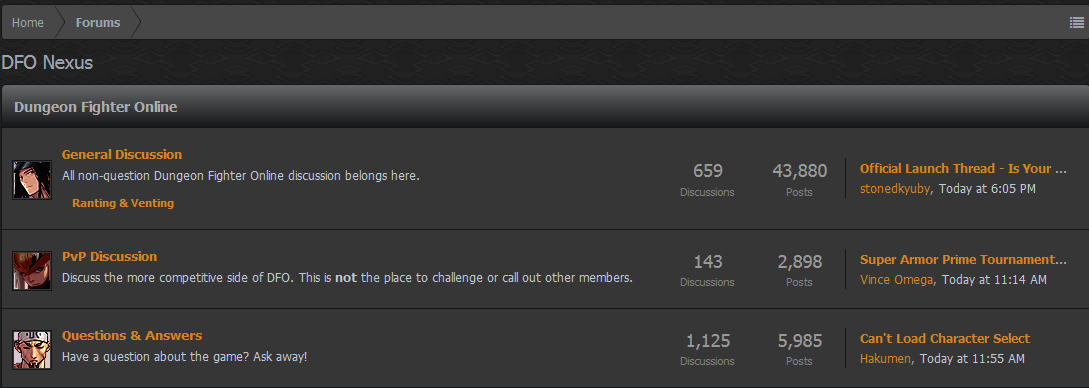 Home Forums
DFO Nexus
Dungeon Fighter Online
General Discussion
All non-question Dungeon Fighter Online discussion belongs here.
Ranting & Venting
659
Discussions
43,880
Posts
Official Launch Thread - Is Your ...
stonedkyuby, Today at 6:05 PM
PvP Discussion
Discuss the more competitive side of DFO. This is not the place to challenge or call out other members.
143
Discussions
2,898
Posts
Super Armor Prime Tournament...
Vince Omega, Today at 11:14 AM
Questions & Answers
Have a question about the game? Ask away!
1,125
Discussions
5,985
Posts
Can't Load Character Select
Hakumen, Today at 11:55 AM